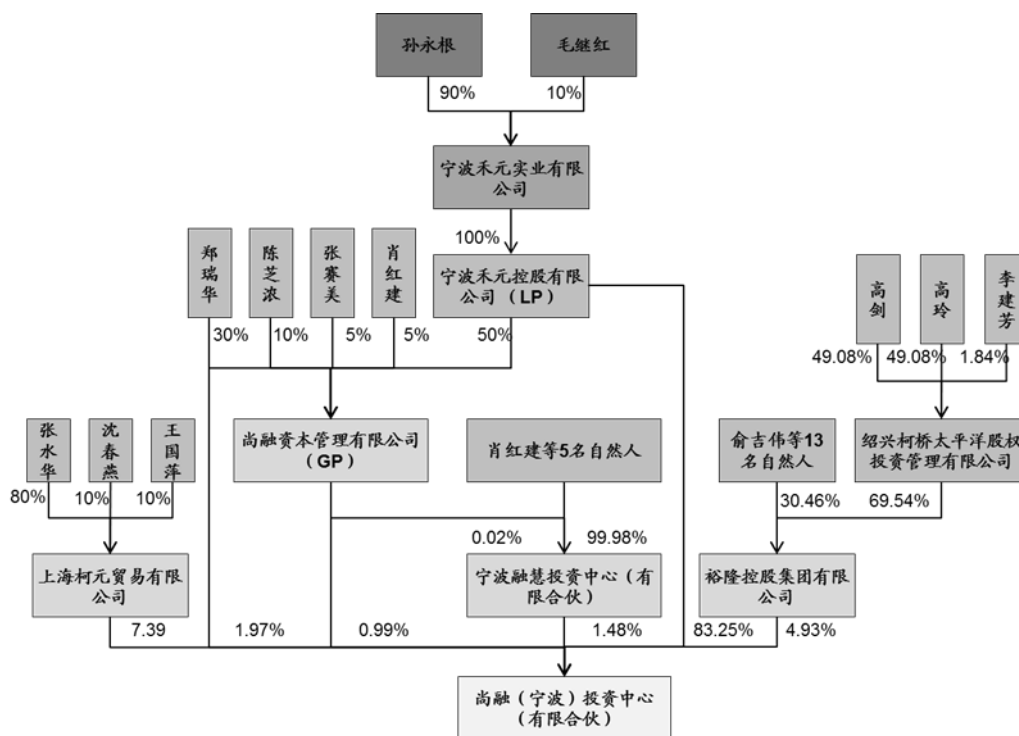 孙永根
毛继红
90%
10%
宁波禾元实业有限
公司
100%
郑瑞华
陈芝浓
张赛美
肖红建
宁波禾元控股有限
公司（LP）
高剑
高玲
李建芳
30%
10%
5%
5%
50%
49.08%
49.08%
1.84%
张水华
沈春燕
王国萍
尚融资本管理有限公司
（GP）
肖红建等5名自然人
俞吉伟等13
名自然人
绍兴柯桥太平洋股权
投资管理有限公司
80%
10%
10%
30.46%
69.54%
0.02%
99.98%
上海柯元贸易有限
公司
宁波融慧投资中心（有
限合伙）
裕隆控股集团有限
公司
7.39
1.97%
0.99%
1.48%
83.25%
4.93%
尚融（宁波）投资中心
（有限合伙）